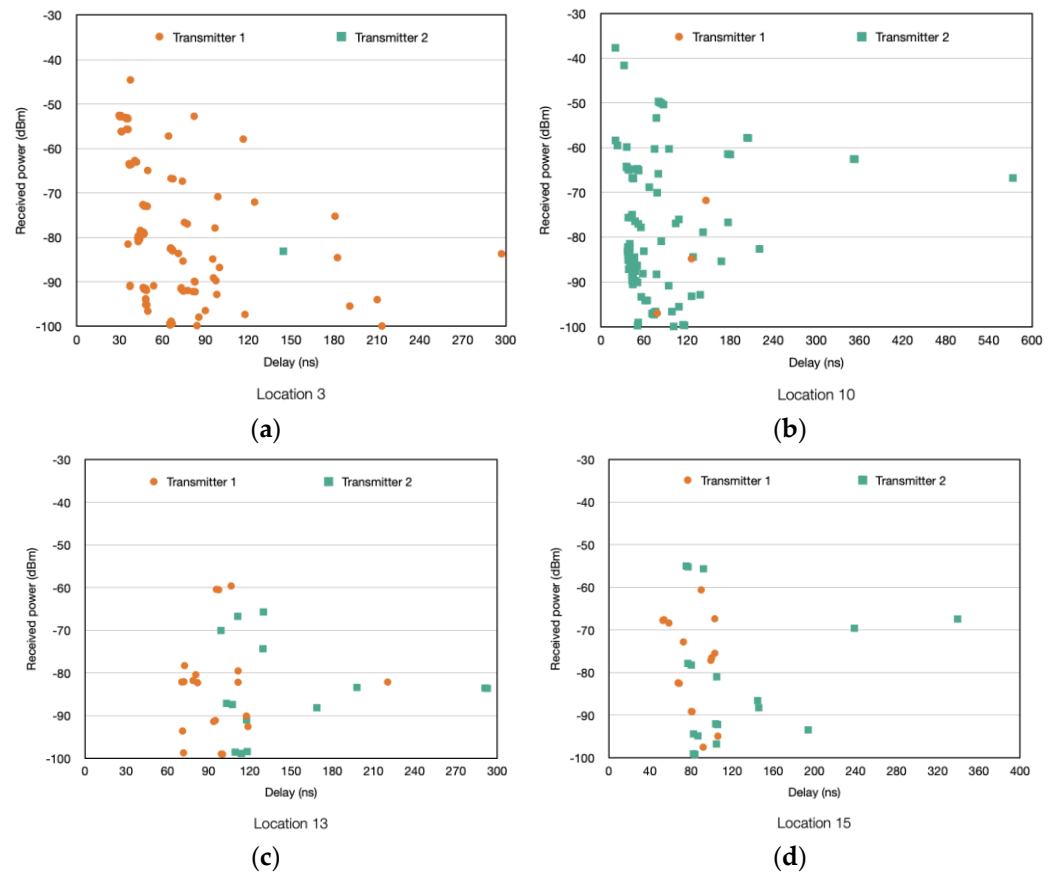 -30
Transmitter 1 Transmitter 2
-40
-50
-60
-70
-80
-90
-100
Received power (dBm)
0 30 60 90 120 150 180 210 240 270 300
Delay (ns)
Location 3
(a)
-30
Transmitter 1 Transmitter 2
-40
-50
-60
-70
-80
-90
-100
Received power (dBm)
0 60 120 180 240 300 360 420 480 540 600
Delay (ns)
Location 10
(b)
-30
Transmitter 1 Transmitter 2
-40
-50
-60
-70
-80
-90
-100
Received power (dBm)
0 30 60 90 120 150 180 210 240 270 300
Delay (ns)
Location 13
(c)
-30
Transmitter 1 Transmitter 2
-40
-50
-60
-70
-80
-90
-100
Received power (dBm)
0 40 80 120 160 200 240 280 320 360 400
Delay (ns)
Location 15
(d)